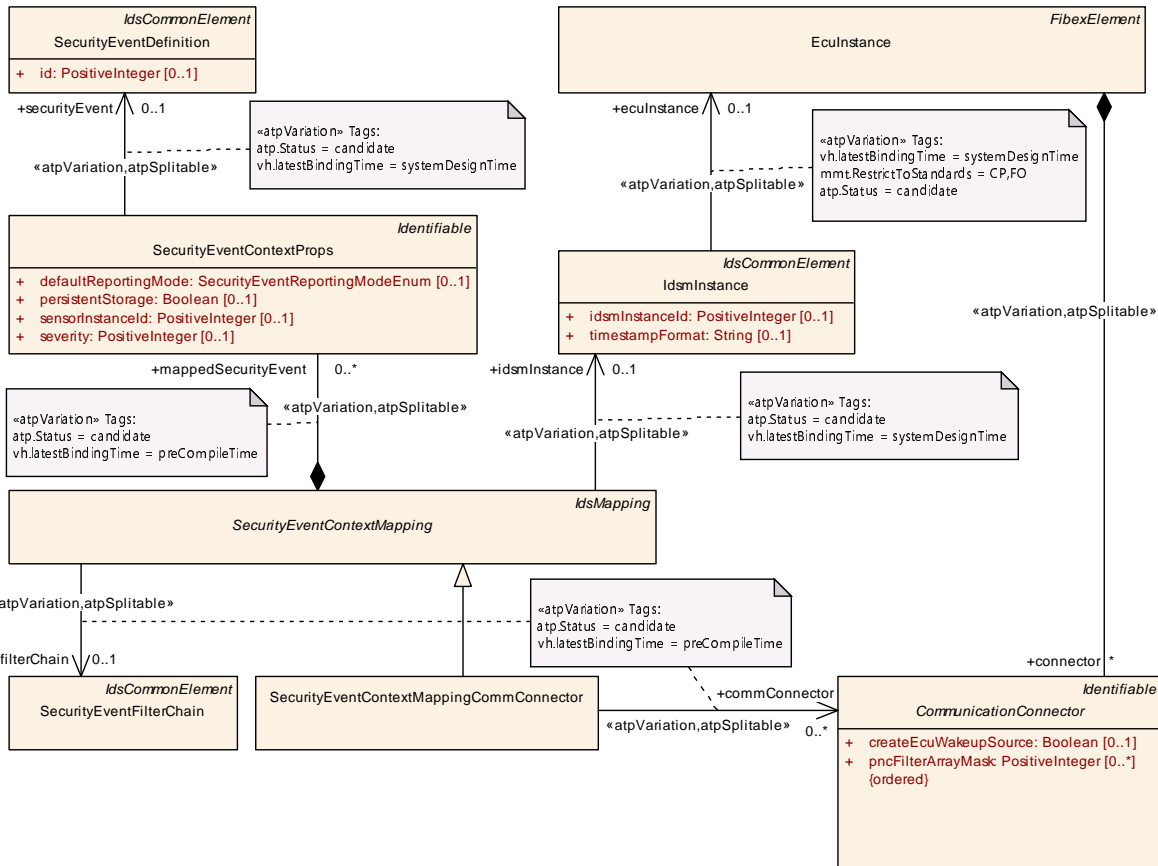 IdsCommonElement
SecurityEventDefinition
+ id: PositiveInteger [0..1]
FibexElement
EcuInstance
+securityEvent 0..1
«atpVariation,atpSplitable»
«atpVariation» Tags:
atp.Status = candidate
vh.latestBindingTime = systemDesignTime
+ecuInstance 0..1
«atpVariation,atpSplitable»
«atpVariation» Tags:
vh.latestBindingTime = systemDesignTime
mmt.RestrictToStandards = CP,FO
atp.Status = candidate
Identifiable
SecurityEventContextProps
+ defaultReportingMode: SecurityEventReportingModeEnum [0..1]
+ persistentStorage: Boolean [0..1]
+ sensorInstanceId: PositiveInteger [0..1]
+ severity: PositiveInteger [0..1]
IdsCommonElement
IdsmInstance
+ idsmInstanceId: PositiveInteger [0..1]
+ timestampFormat: String [0..1]
«atpVariation,atpSplitable»
+mappedSecurityEvent 0..*
«atpVariation,atpSplitable»
«atpVariation» Tags:
atp.Status = candidate
vh.latestBindingTime = preCompileTime
+idsmInstance 0..1
«atpVariation,atpSplitable»
«atpVariation» Tags:
atp.Status = candidate
vh.latestBindingTime = systemDesignTime
IdsMapping
SecurityEventContextMapping
atpVariation,atpSplitable»
filterChain 0..1
«atpVariation» Tags:
atp.Status = candidate
vh.latestBindingTime = preCompileTime
IdsCommonElement
SecurityEventFilterChain
SecurityEventContextMappingCommConnector
+commConnector
«atpVariation,atpSplitable» 0..*
+connector *
Identifiable
CommunicationConnector
+ createEcuWakeupSource: Boolean [0..1]
+ pncFilterArrayMask: PositiveInteger [0..*]
{ordered}